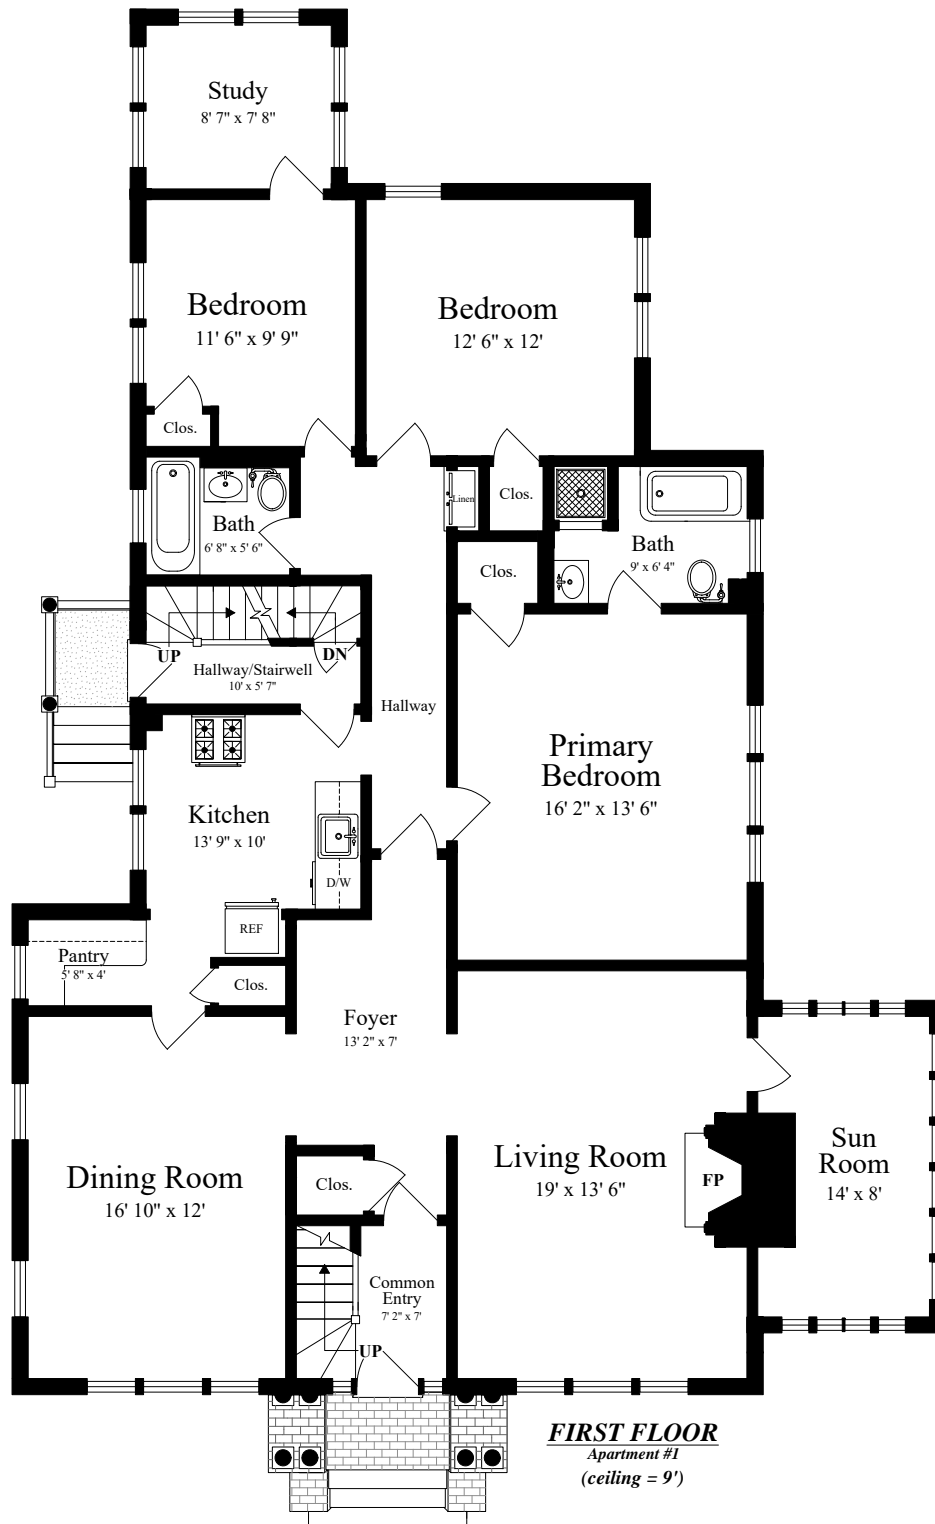 Study
8' 7" x 7' 8"
Bedroom
11' 6" x 9' 9"
Bedroom
12' 6" x 12'
Clos.
Linen
Clos.
Bath
6' 8" x 5' 6"
Bath
9' x 6' 4"
Clos.
UP
DN
Hallway/Stairwell
10' x 5' 7"
Hallway
Primary
Bedroom
16' 2" x 13' 6"
Kitchen
13' 9" x 10'
D/W
REF
Pantry
5' 8" x 4'
Clos.
Foyer
13' 2" x 7'
Dining Room
16' 10" x 12'
Clos.
Living Room
19' x 13' 6"
FP
Sun
Room
14' x 8'
Common
Entry
7' 2" x 7'
UP
FIRST FLOOR
Apartment #1
(ceiling = 9')